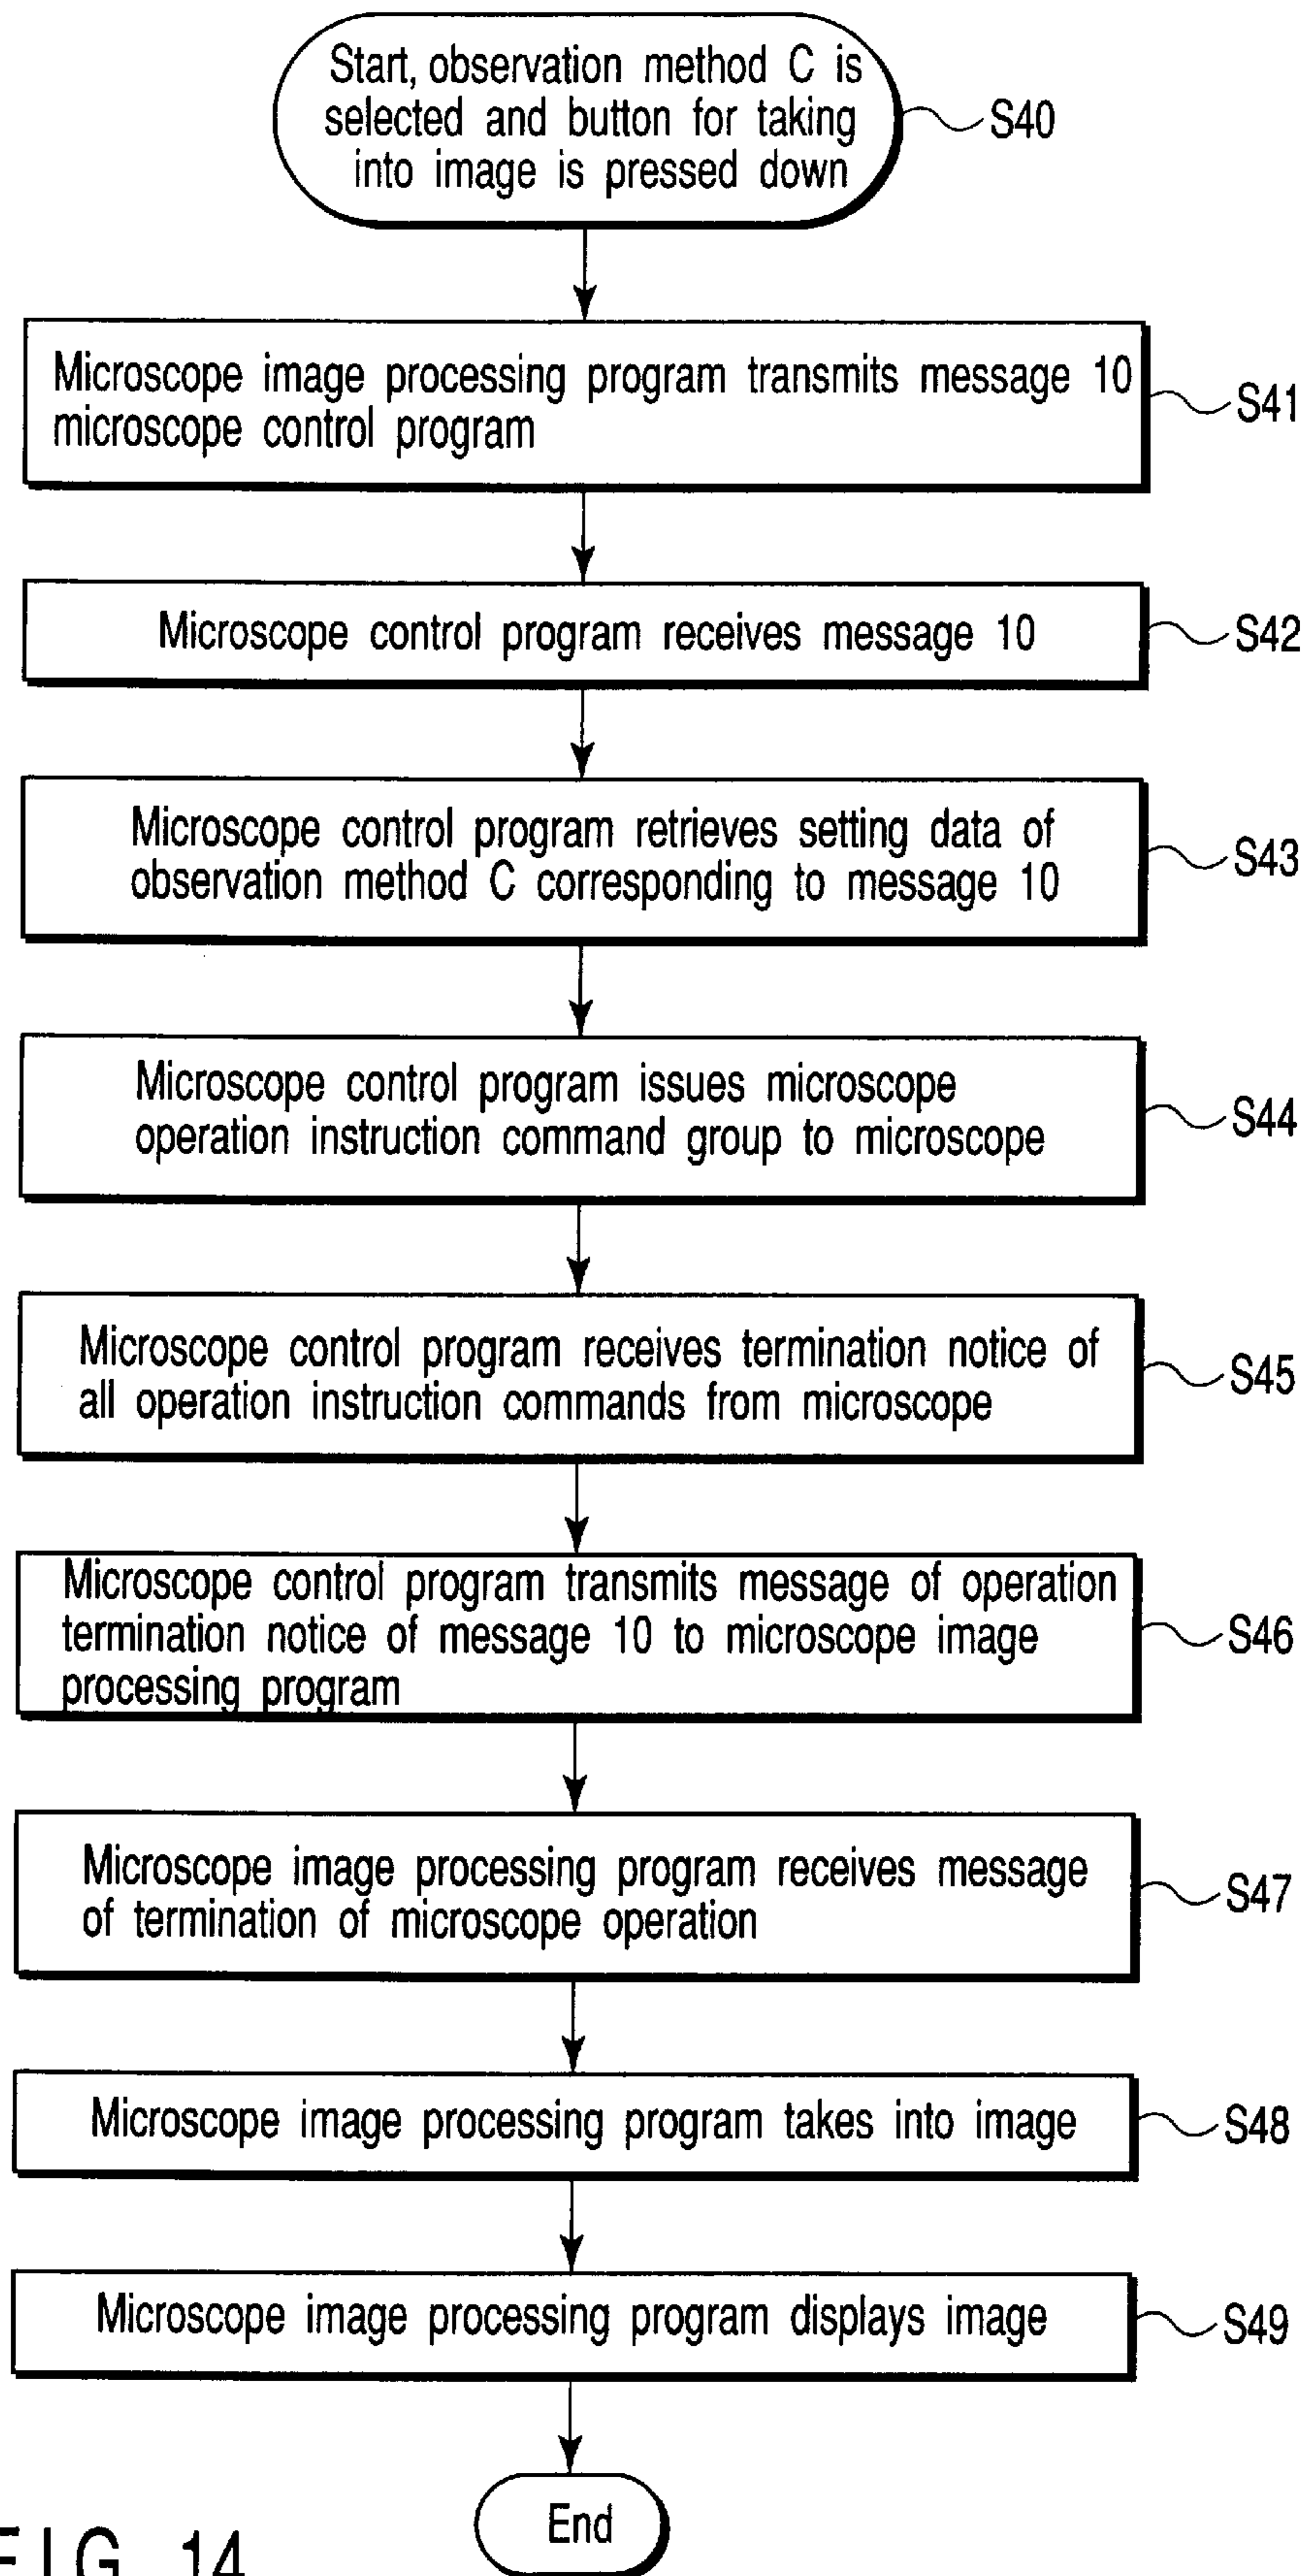 Start, observation method C is
selected and button for taking
into image is pressed down
S40
Microscope image processing program transmits message 10
microscope control program
S41
Microscope control program receives message 10
S42
Microscope control program retrieves setting data of
observation method C corresponding to message 10
S43
Microscope control program issues microscope
operation instruction command group to microscope
S44
Microscope control program receives termination notice of
all operation instruction commands from microscope
S45
Microscope control program transmits message of operation
termination notice of message 10 to microscope image
processing program
S46
Microscope image processing program receives message
of termination of microscope operation
S47
Microscope image processing program takes into image
S48
Microscope image processing program displays image
S49
End
FIG. 14